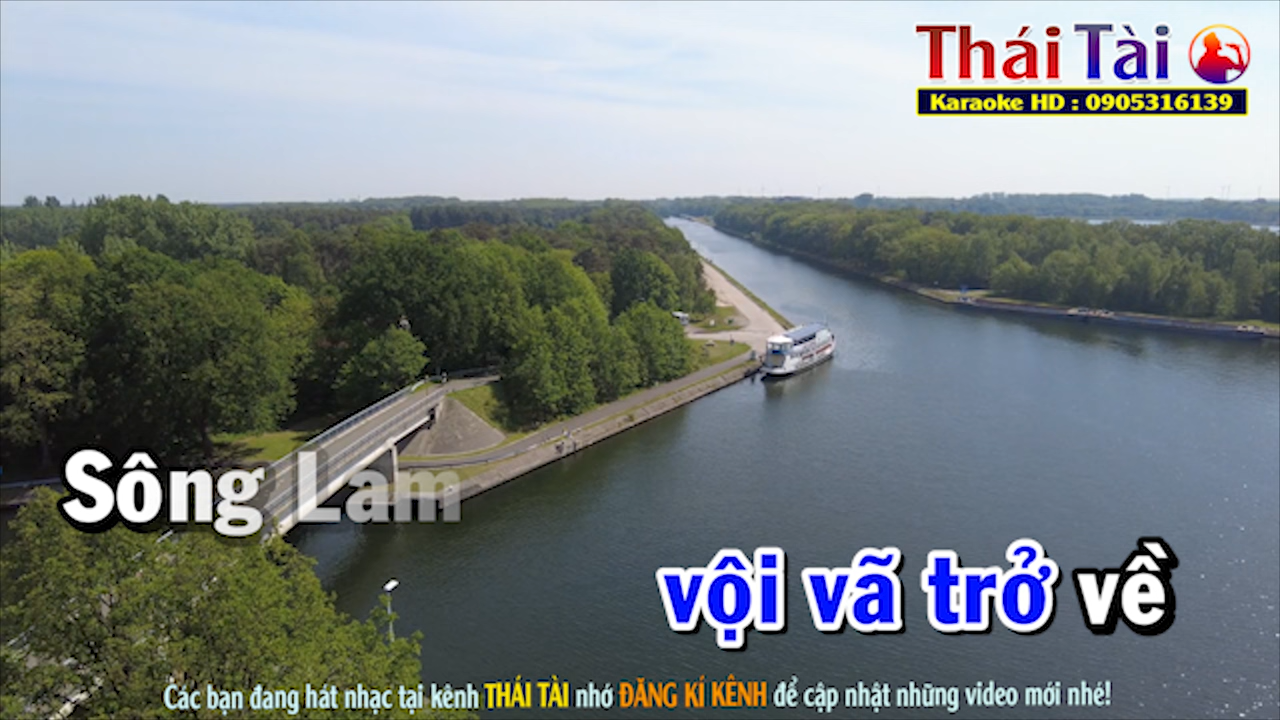 Thái Tài
Karaoke HD : 0905316139
Sông Lam
vội vã trở về
Các bạn đang hát nhạc tại kênh THÁI TÀI nhớ ĐĂNG KÍ KÊNH để cập nhật những video mới nhé!